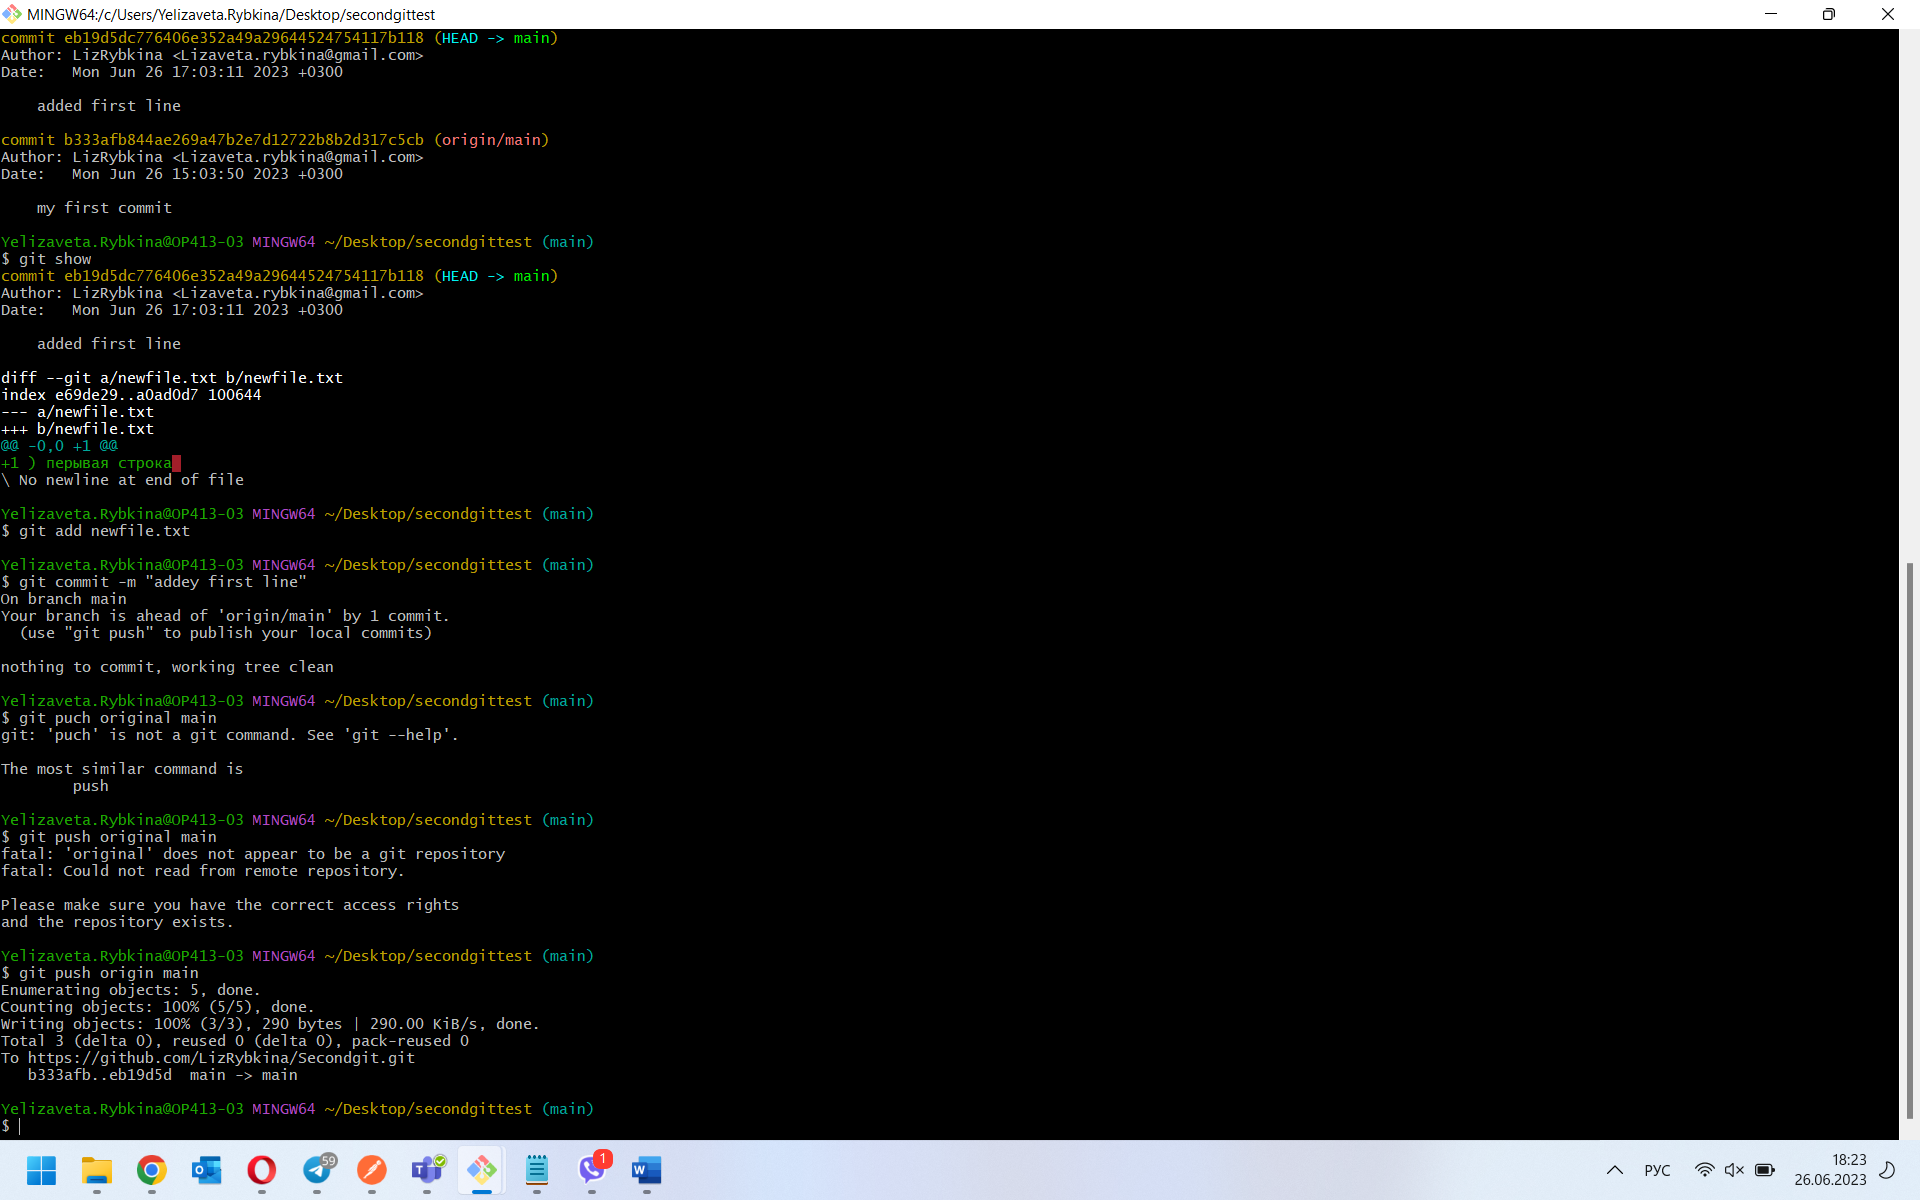 MINGW64:/c/Users/Yelizaveta.Rybkina/Desktop/secondgittest
commit eb19d5dc776406e352a49a29644524754117b118 (HEAD -> main)
Author: LizRybkina <Lizaveta.rybkina@gmail.com>
Date:   Mon Jun 26 17:03:11 2023 +0300
    added first line
commit b333afb844ae269a47b2e7d12722b8b2d317c5cb (origin/main)
Author: LizRybkina <Lizaveta.rybkina@gmail.com>
Date:   Mon Jun 26 15:03:50 2023 +0300
    my first commit
Yelizaveta.Rybkina@OP413-03 MINGW64 ~/Desktop/secondgittest (main)
$ git show
commit eb19d5dc776406e352a49a29644524754117b118 (HEAD -> main)
Author: LizRybkina <Lizaveta.rybkina@gmail.com>
Date:   Mon Jun 26 17:03:11 2023 +0300
    added first line
diff --git a/newfile.txt b/newfile.txt
index e69de29..a0ad0d7 100644
--- a/newfile.txt
+++ b/newfile.txt
@@ -0,0 +1 @@
+1 ) перывая строка
\ No newline at end of file
Yelizaveta.Rybkina@OP413-03 MINGW64 ~/Desktop/secondgittest (main)
$ git add newfile.txt
Yelizaveta.Rybkina@OP413-03 MINGW64 ~/Desktop/secondgittest (main)
$ git commit -m "addey first line"
On branch main
Your branch is ahead of 'origin/main' by 1 commit.
  (use "git push" to publish your local commits)
nothing to commit, working tree clean
Yelizaveta.Rybkina@OP413-03 MINGW64 ~/Desktop/secondgittest (main)
$ git puch original main
git: 'puch' is not a git command. See 'git --help'.
The most similar command is
        push
Yelizaveta.Rybkina@OP413-03 MINGW64 ~/Desktop/secondgittest (main)
$ git push original main
fatal: 'original' does not appear to be a git repository
fatal: Could not read from remote repository.
Please make sure you have the correct access rights
and the repository exists.
Yelizaveta.Rybkina@OP413-03 MINGW64 ~/Desktop/secondgittest (main)
$ git push origin main
Enumerating objects: 5, done.
Counting objects: 100% (5/5), done.
Writing objects: 100% (3/3), 290 bytes | 290.00 KiB/s, done.
Total 3 (delta 0), reused 0 (delta 0), pack-reused 0
To https://github.com/LizRybkina/Secondgit.git
   b333afb..eb19d5d  main -> main
Yelizaveta.Rybkina@OP413-03 MINGW64 ~/Desktop/secondgittest (main)
$
59
1
РУС
18:23
26.06.2023